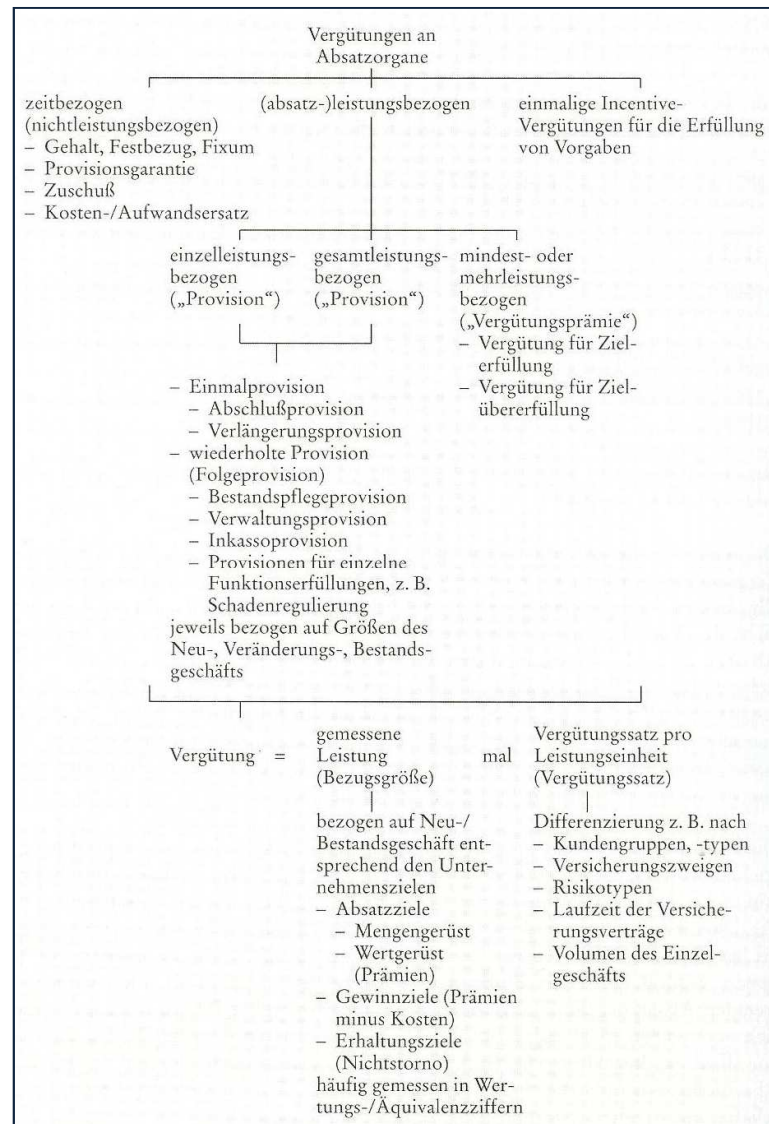 Vergütungen an
Absatzorgane
zeitbezogen
(nichtleistungsbezogen)
– Gehalt, Festbezug, Fixum
– Provisionsgarantie
– Zuschuß
– Kosten-/Aufwandsersatz
(absatz-)leistungsbezogen
einmalige Incentive-
Vergütungen für die Erfüllung
von Vorgaben
einzelleistungs-
bezogen
(„Provision“)
gesamtleistungs-
bezogen
(„Provision“)
mindest- oder
mehrleistungs-
bezogen
(„Vergütungsprämie“)
– Vergütung für Ziel-
erfüllung
– Vergütung für Ziel-
übererfüllung
– Einmalprovision
– Abschlußprovision
– Verlängerungsprovision
– wiederholte Provision
(Folgeprovision)
– Bestandspflegeprovision
– Verwaltungsprovision
– Inkassoprovision
– Provisionen für einzelne
Funktionserfüllungen, z. B.
Schadenregulierung
jeweils bezogen auf Größen des
Neu-, Veränderungs-, Bestands-
geschäfts
Vergütung =
gemessene
Leistung
(Bezugsgröße)
mal
Vergütungssatz pro
Leistungseinheit
(Vergütungssatz)
bezogen auf Neu-/
Bestandsgeschäft ent-
sprechend den Unter-
nehmenszielen
– Absatzziele
– Mengengerüst
– Wertgerüst
(Prämien)
– Gewinnziele (Prämien
minus Kosten)
– Erhaltungsziele
(Nichtstorno)
häufig gemessen in Wer-
tungs-/Äquivalenzziffern
Differenzierung z. B. nach
– Kundengruppen, -typen
– Versicherungszweigen
– Risikotypen
– Laufzeit der Versiche-
rungsverträge
– Volumen des Einzel-
geschäfts